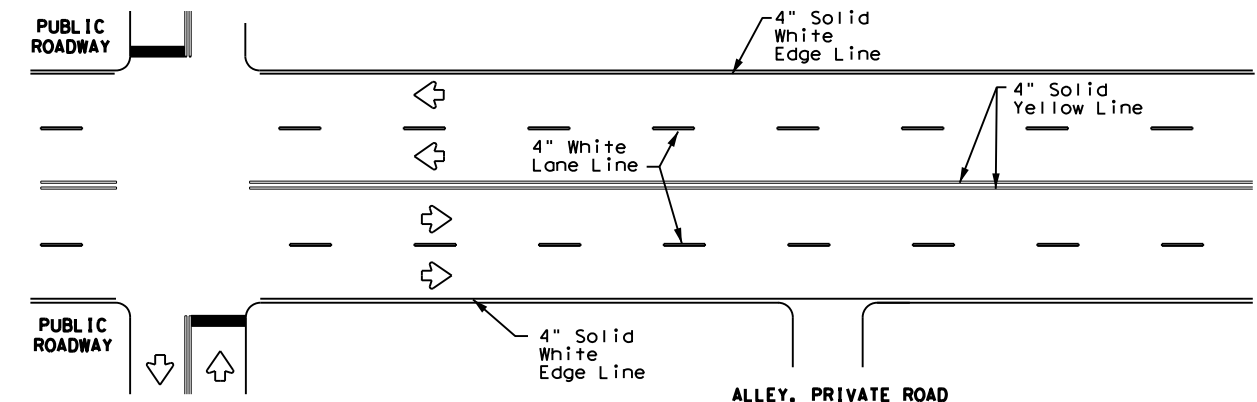 PUBLIC
ROADWAY
4" Solid
White
Edge Line
4" Solid
Yellow Line
4" White
Lane Line
PUBLIC
ROADWAY
4" Solid
White
Edge Line
ALLEY, PRIVATE ROAD